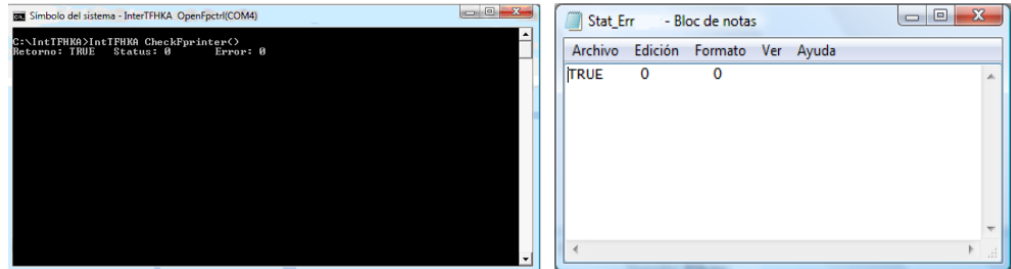 Símbolo del sistema - InterTFHKA OpenFpctrl(COM4)
C:\IntTFHKA>IntTFHKA CheckFprinter()
Retorno: TRUE Status: 0 Error: 0
Stat_Err - Bloc de notas
Archivo Edición Formato Ver Ayuda
TRUE 0 0